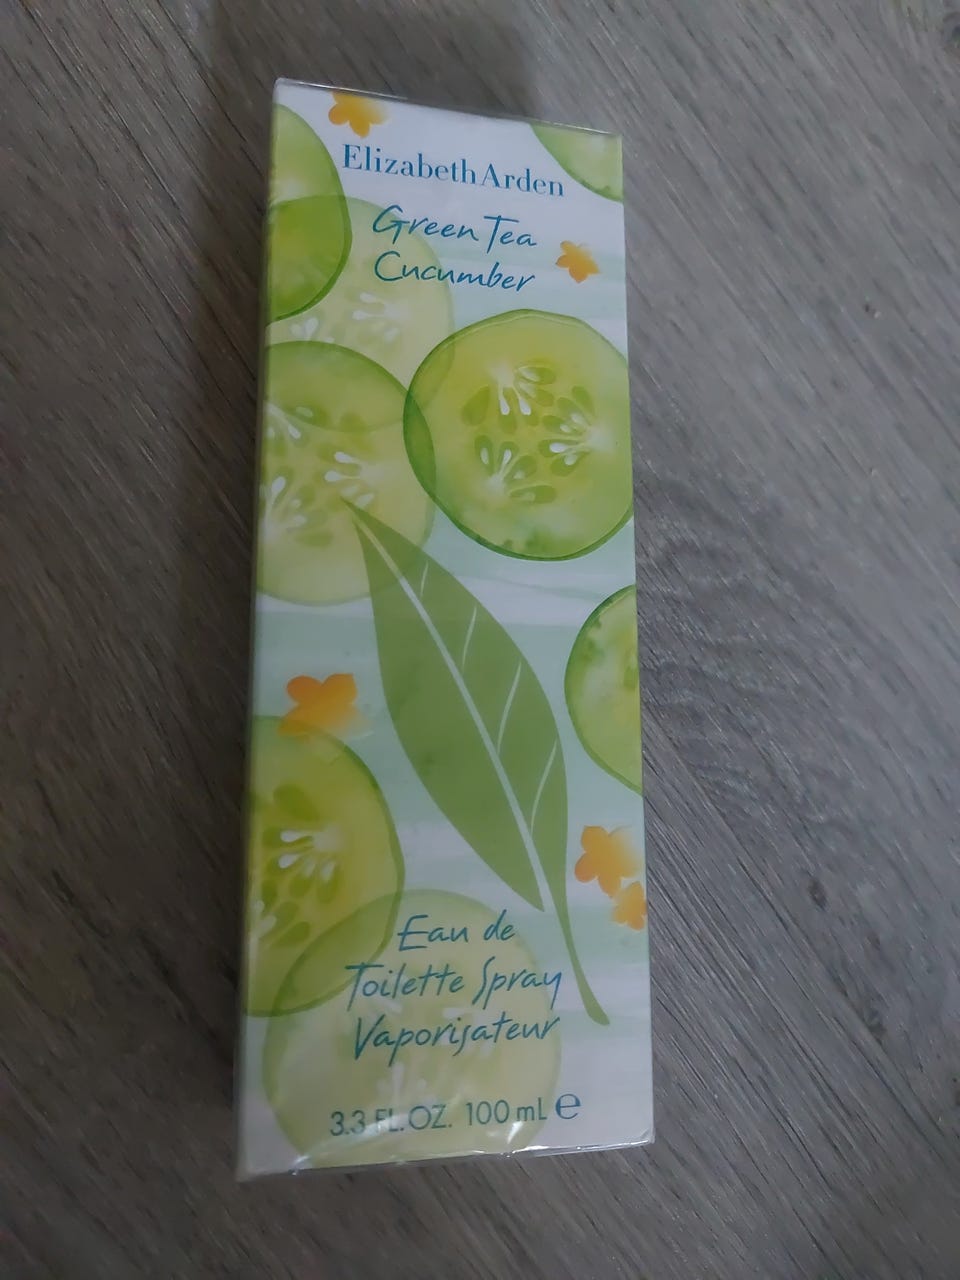 Elizabeth Arden
Green Tea
Cucumber
Eau de
Toilette Spray
Vaporisateur
3.3 FL.OZ. 100 mL ℮